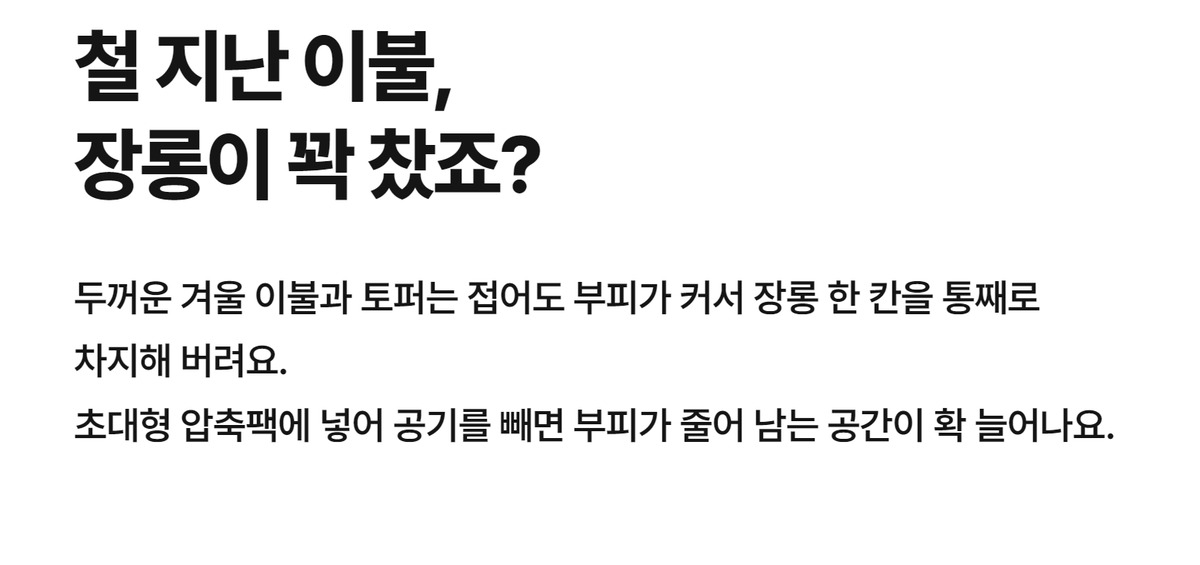 철 지난 이불,
장롱이 꽉 찼죠?
두꺼운 겨울 이불과 토퍼는 접어도 부피가 커서 장롱 한 칸을 통째로
차지해 버려요.
초대형 압축팩에 넣어 공기를 빼면 부피가 줄어 남는 공간이 확 늘어나요.